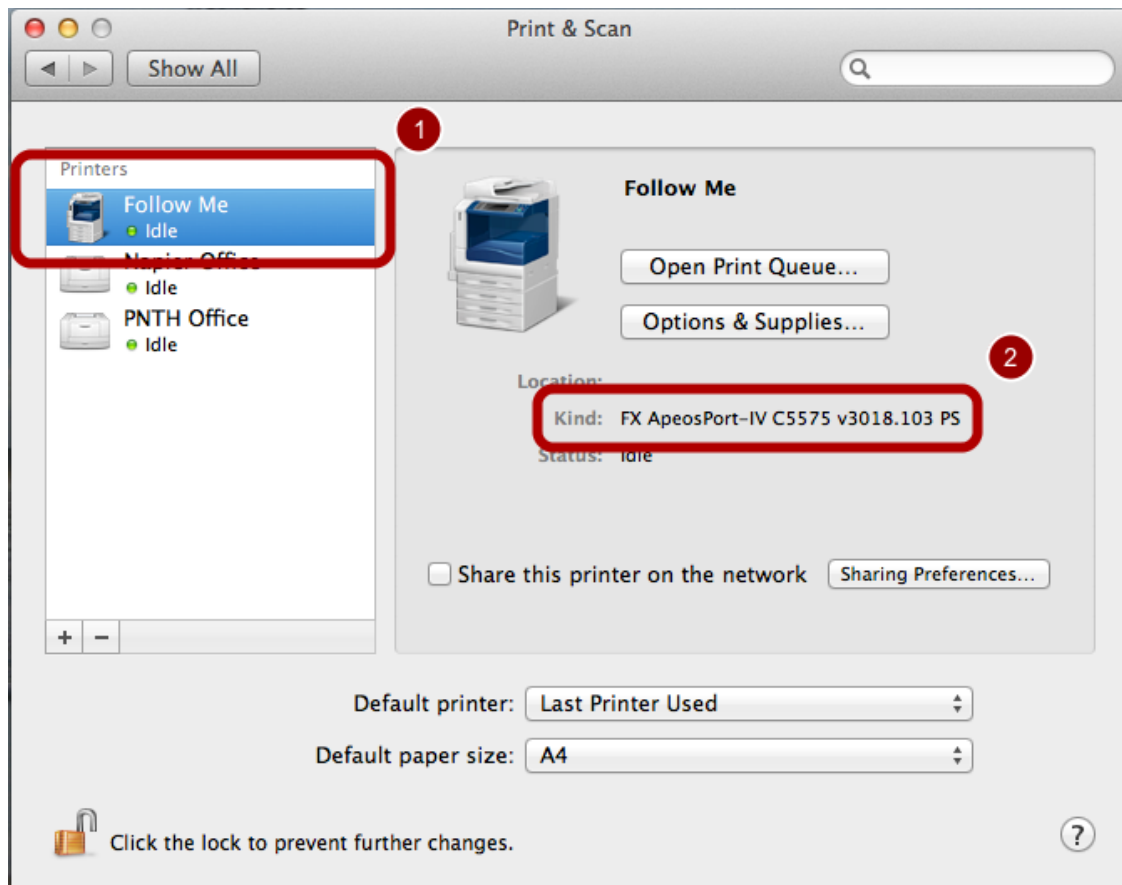 Print & Scan
Show All
1
Printers
Follow Me
Idle
Napier Office
Idle
PNTH Office
Idle
Follow Me
Open Print Queue...
Options & Supplies...
2
Location:
Kind: FX ApeosPort-IV C5575 v3018.103 PS
Status: Idle
Share this printer on the network
Sharing Preferences...
+ −
Default printer: Last Printer Used
Default paper size: A4
Click the lock to prevent further changes.
?